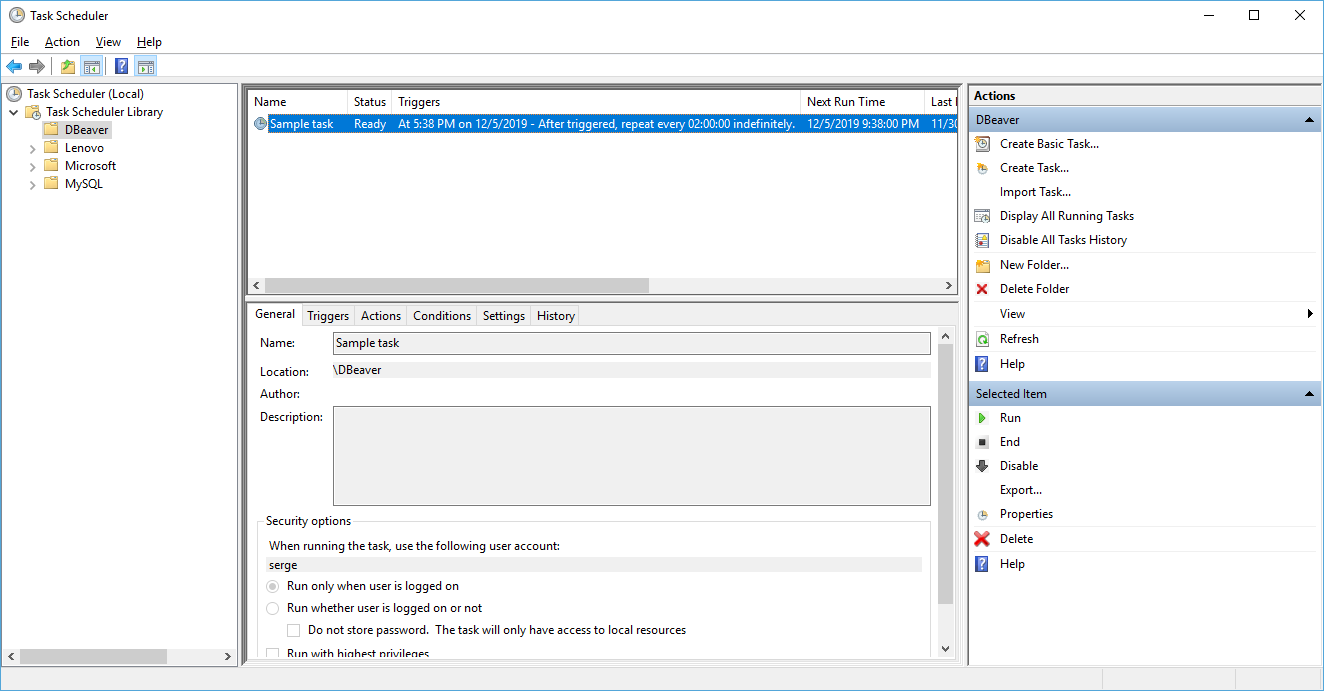 Task Scheduler
File Action View Help
Task Scheduler (Local)
Task Scheduler Library
DBeaver
Lenovo
Microsoft
MySQL
Name Status Triggers Next Run Time Last
Sample task Ready At 5:38 PM on 12/5/2019 - After triggered, repeat every 02:00:00 indefinitely. 12/5/2019 9:38:00 PM 11/30
General Triggers Actions Conditions Settings History
Name: Sample task
Location: \DBeaver
Author:
Description:
Security options
When running the task, use the following user account:
serge
Run only when user is logged on
Run whether user is logged on or not
Do not store password. The task will only have access to local resources
Run with highest privileges
Actions
DBeaver
Create Basic Task...
Create Task...
Import Task...
Display All Running Tasks
Disable All Tasks History
New Folder...
Delete Folder
View
Refresh
Help
Selected Item
Run
End
Disable
Export...
Properties
Delete
Help